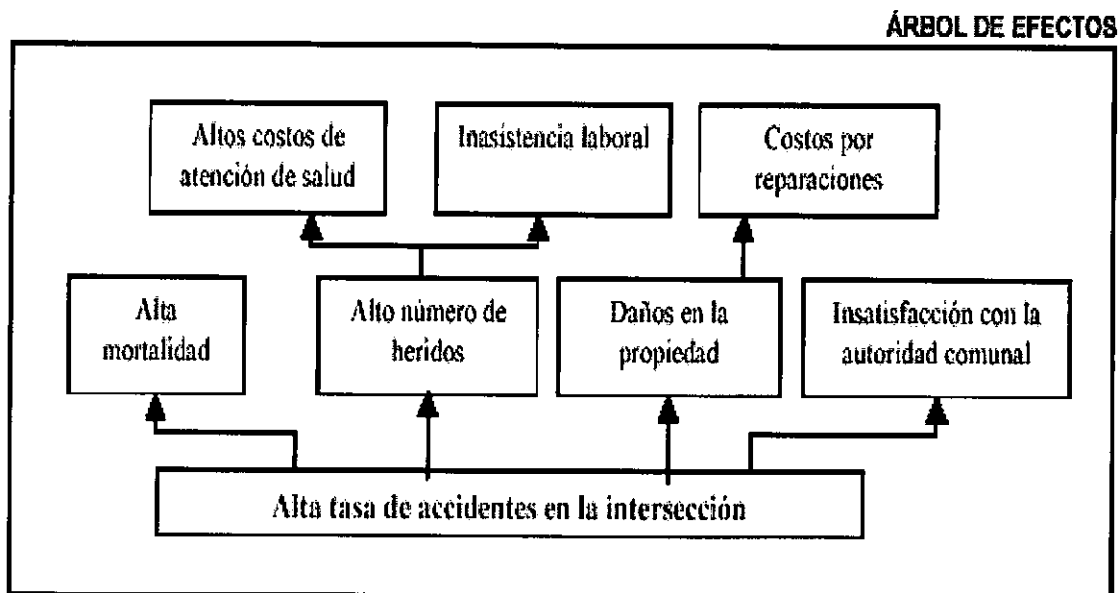 ÁRBOL DE EFECTOS
Altos costos de
atención de salud
Inasistencia laboral
Costos por
reparaciones
Alta
mortalidad
Alto número de
heridos
Daños en la
propiedad
Insatisfacción con la
autoridad comunal
Alta tasa de accidentes en la intersección